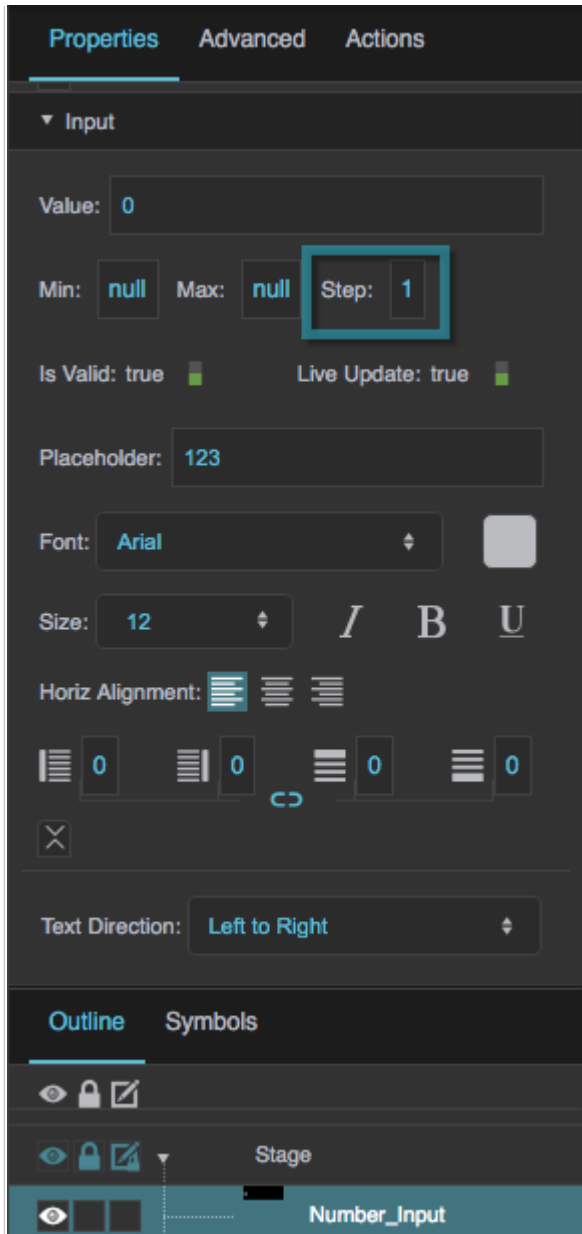 Properties Advanced Actions
Input
Value: 0
Min: null Max: null Step: 1
Is Valid: true Live Update: true
Placeholder: 123
Font: Arial
Size: 12 I B U
Horiz Alignment:
0 0 0 0
Text Direction: Left to Right
Outline Symbols
Stage
Number_Input